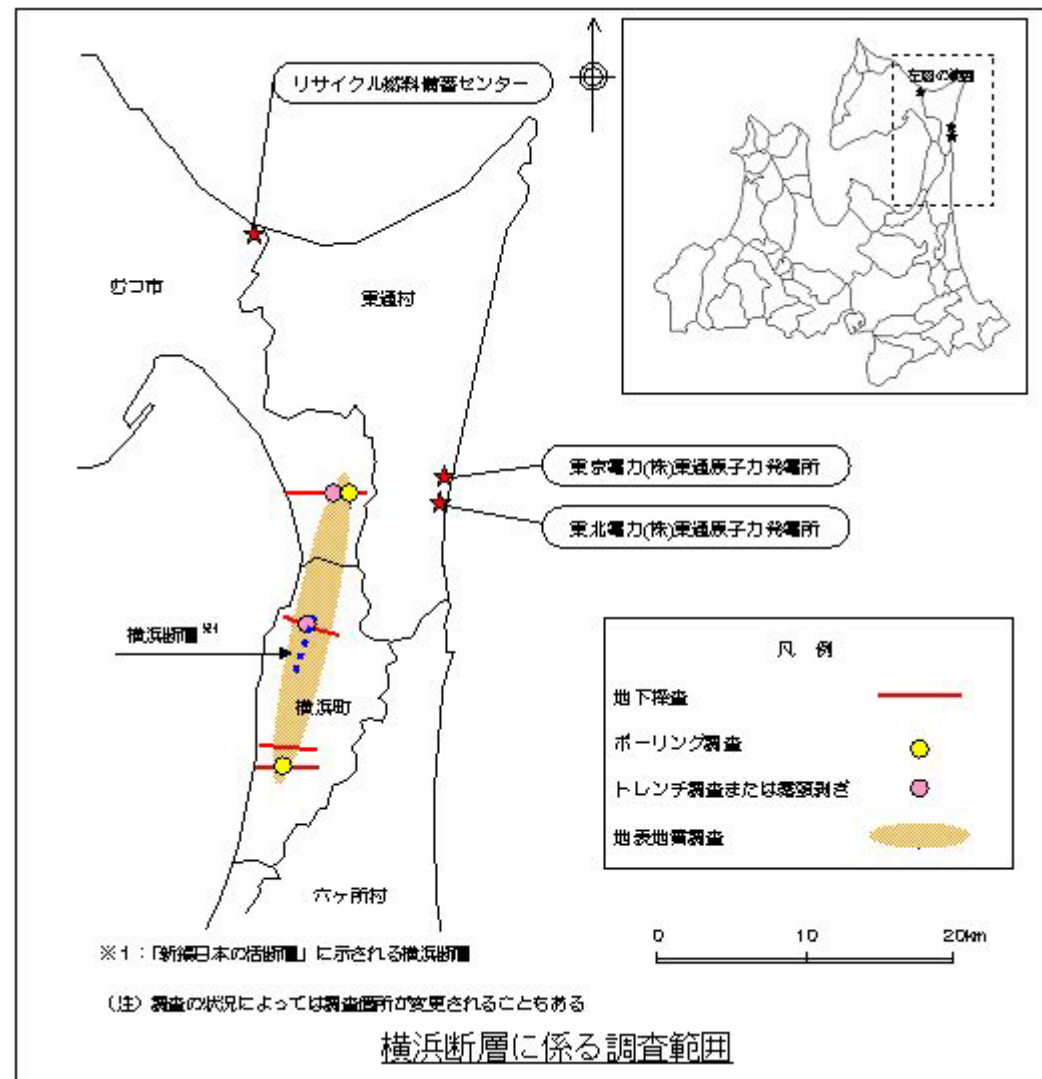 リサイクル燃料備蓄センター
左図の範囲
むつ市
東通村
東京電力(株)東通原子力発電所
東北電力(株)東通原子力発電所
横浜断層※1
横浜町
六ヶ所村
凡 例
地下探査
ボーリング調査
トレンチ調査または露頭剥ぎ
地表地質調査
0 10 20km
※1:「新編日本の活断層」に示される横浜断層
(注)調査の状況によっては調査箇所が変更されることもある
横浜断層に係る調査範囲